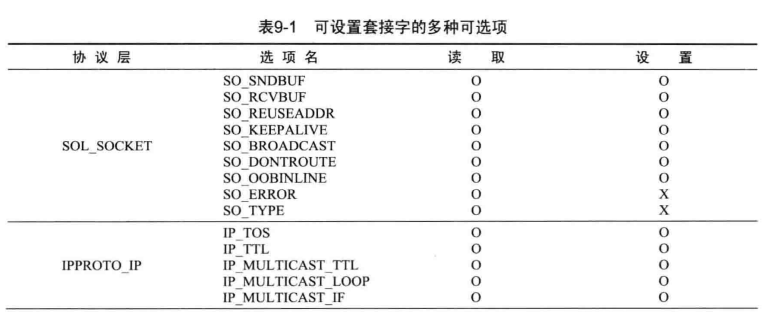 表9-1 可设置套接字的多种可选项
协 议 层 选 项 名 读 取 设 置
SO_SNDBUF O O
SO_RCVBUF O O
SO_REUSEADDR O O
SO_KEEPALIVE O O
SOL_SOCKET SO_BROADCAST O O
SO_DONTROUTE O O
SO_OOBINLINE O O
SO_ERROR O X
SO_TYPE O X
IP_TOS O O
IP_TTL O O
IPPROTO_IP IP_MULTICAST_TTL O O
IP_MULTICAST_LOOP O O
IP_MULTICAST_IF O O